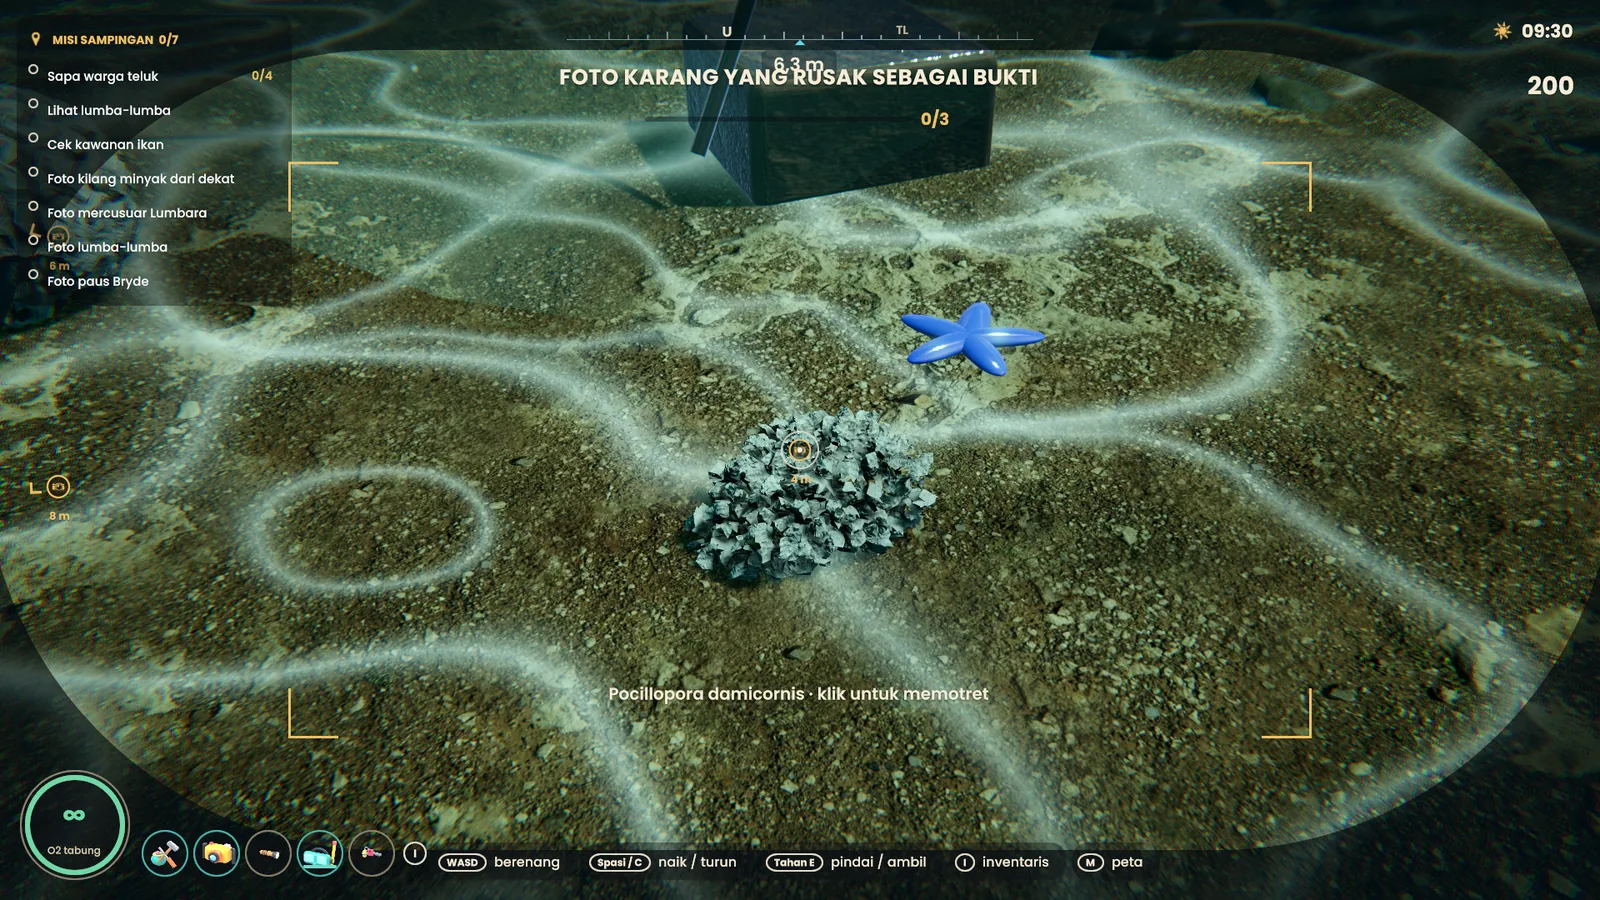 MISI SAMPINGAN 0/7
Sapa warga teluk 0/4
Lihat lumba-lumba
Cek kawanan ikan
Foto kilang minyak dari dekat
Foto mercusuar Lumbara
Foto lumba-lumba
6 m
Foto paus Bryde
U
TL
6.3 m
FOTO KARANG YANG RUSAK SEBAGAI BUKTI
0/3
09:30
200
4 m
8 m
Pocillopora damicornis · klik untuk memotret
∞
O2 tabung
I
WASD berenang
Spasi / C naik / turun
Tahan E pindai / ambil
I inventaris
M peta